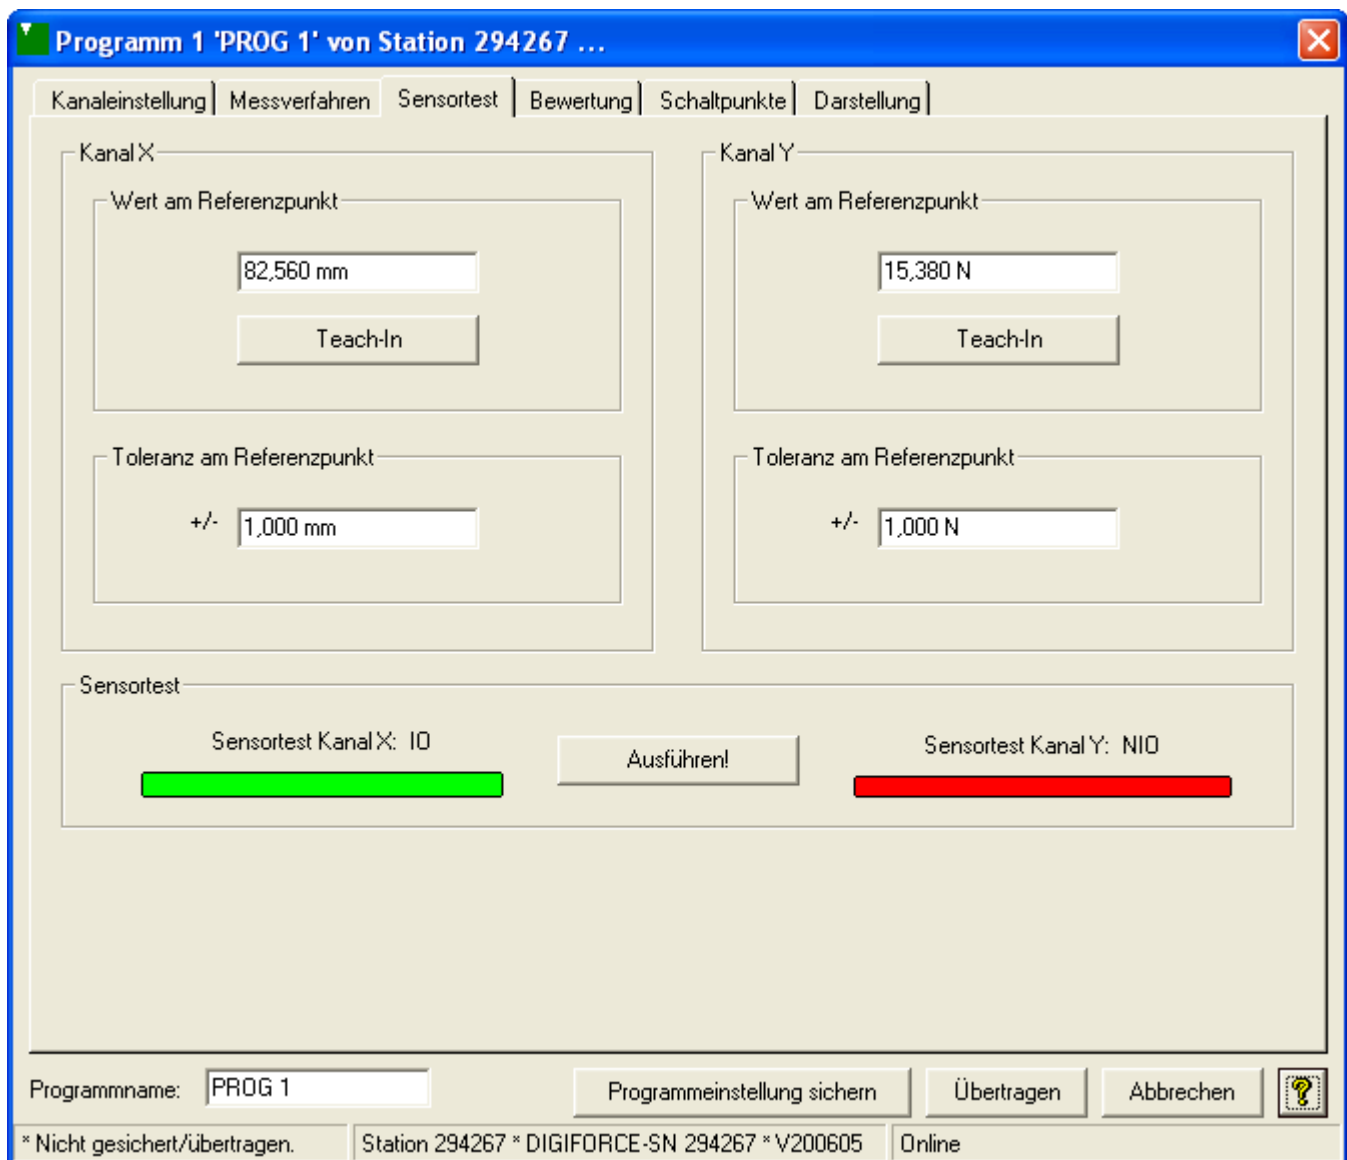 Programm 1 'PROG 1' von Station 294267 ...
Kanaleinstellung Messverfahren Sensortest Bewertung Schaltpunkte Darstellung
Kanal X
Wert am Referenzpunkt
82,560 mm
Teach-In
Toleranz am Referenzpunkt
+/- 1,000 mm
Kanal Y
Wert am Referenzpunkt
15,380 N
Teach-In
Toleranz am Referenzpunkt
+/- 1,000 N
Sensortest
Sensortest Kanal X: IO
Ausführen!
Sensortest Kanal Y: NIO
Programmname: PROG 1 Programmeinstellung sichern Übertragen Abbrechen ?
* Nicht gesichert/übertragen. Station 294267 * DIGIFORCE-SN 294267 * V200605 Online